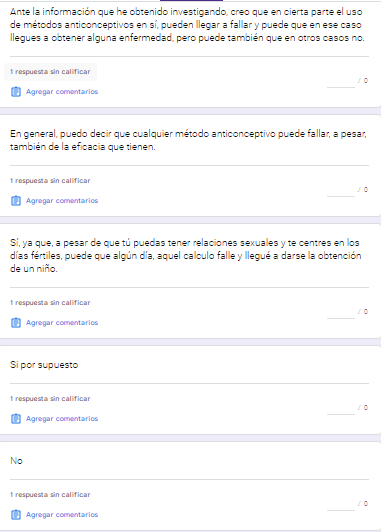 Ante la información que he obtenido investigando, creo que en cierta parte el uso
de métodos anticonceptivos en sí, pueden llegar a fallar y puede que en ese caso
llegues a obtener alguna enfermedad, pero puede también que en otros casos no.
1 respuesta sin calificar
/ 0
Agregar comentarios
En general, puedo decir que cualquier método anticonceptivo puede fallar, a pesar,
también de la eficacia que tienen.
1 respuesta sin calificar
/ 0
Agregar comentarios
Sí, ya que, a pesar de que tú puedas tener relaciones sexuales y te centres en los
días fértiles, puede que algún día, aquel calculo falle y llegué a darse la obtención
de un niño.
1 respuesta sin calificar
/ 0
Agregar comentarios
Si por supuesto
1 respuesta sin calificar
/ 0
Agregar comentarios
No
1 respuesta sin calificar
/ 0
Agregar comentarios